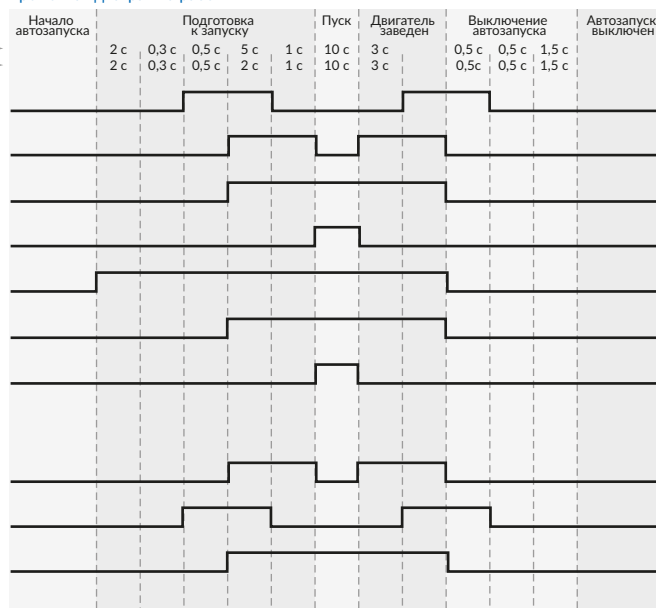 Начало автозапуска
Подготовка к запуску
Пуск
Двигатель заведен
Выключение автозапуска
Автозапуск выключен
2 с 0,3 с 0,5 с 5 с 1 с 10 с 3 с 0,5 с 0,5 с 1,5 с
2 с 0,3 с 0,5 с 2 с 1 с 10 с 3 с 0,5с 0,5 с 1,5 с